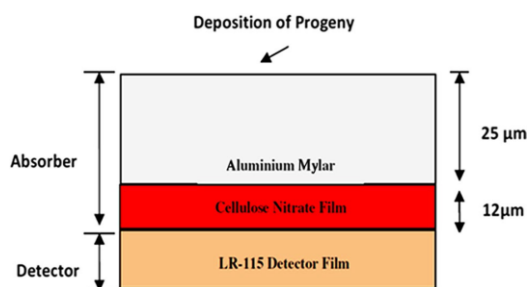 Deposition of Progeny
25 μm
Absorber
Aluminium Mylar
Cellulose Nitrate Film
12μm
LR-115 Detector Film
Detector